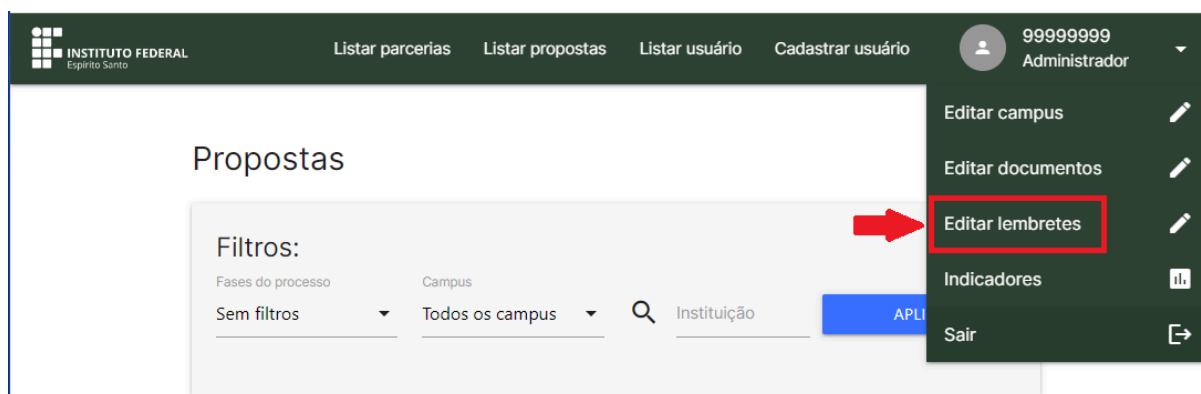 INSTITUTO FEDERAL
Espírito Santo
Listar parcerias
Listar propostas
Listar usuário
Cadastrar usuário
99999999
Administrador
Editar campus
Editar documentos
Editar lembretes
Indicadores
Sair
Propostas
Filtros:
Fases do processo
Campus
Sem filtros
Todos os campus
Instituição
APLI